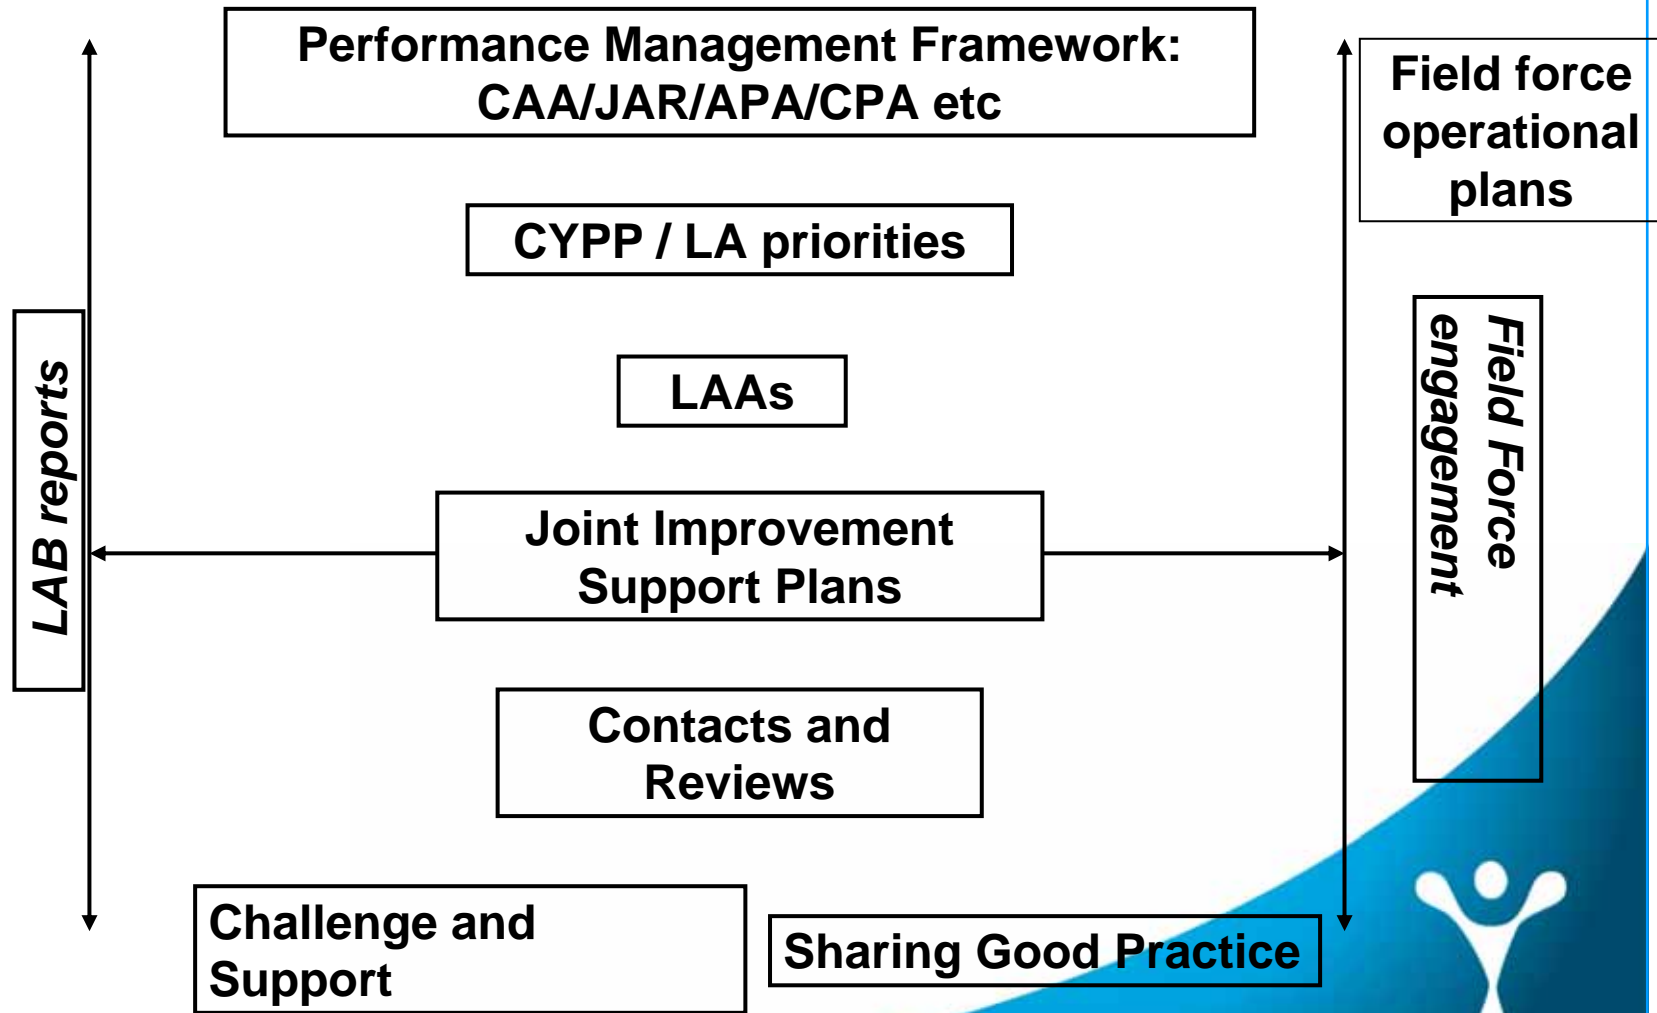 Performance Management Framework:
CAA/JAR/APA/CPA etc
Field force
operational
plans
CYPP / LA priorities
LAAs
LAB reports
Field Force
engagement
Joint Improvement
Support Plans
Contacts and
Reviews
Challenge and
Support
Sharing Good Practice